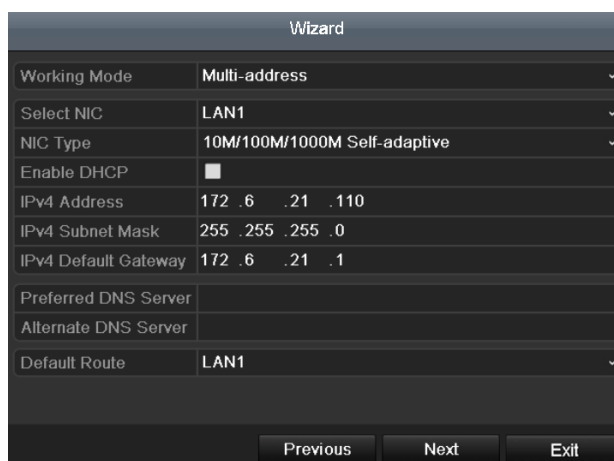 Wizard
Working Mode Multi-address
Select NIC LAN1
NIC Type 10M/100M/1000M Self-adaptive
Enable DHCP
IPv4 Address 172 .6 .21 .110
IPv4 Subnet Mask 255 .255 .255 .0
IPv4 Default Gateway 172 .6 .21 .1
Preferred DNS Server
Alternate DNS Server
Default Route LAN1
Previous Next Exit